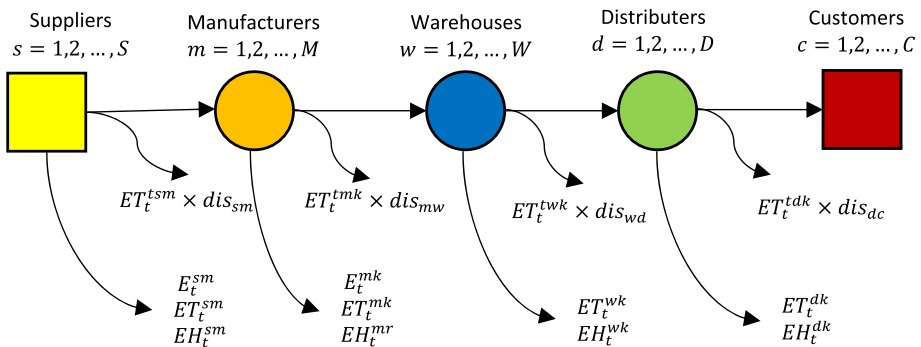 Suppliers
s = 1,2, … , S
Manufacturers
m = 1,2, … , M
Warehouses
w = 1,2, … , W
Distributers
d = 1,2, … , D
Customers
c = 1,2, … , C
ET_t^{tsm} × dis_{sm}
ET_t^{tmk} × dis_{mw}
ET_t^{twk} × dis_{wd}
ET_t^{tdk} × dis_{dc}
E_t^{sm}
ET_t^{sm}
EH_t^{sm}
E_t^{mk}
ET_t^{mk}
EH_t^{mr}
ET_t^{wk}
EH_t^{wk}
ET_t^{dk}
EH_t^{dk}